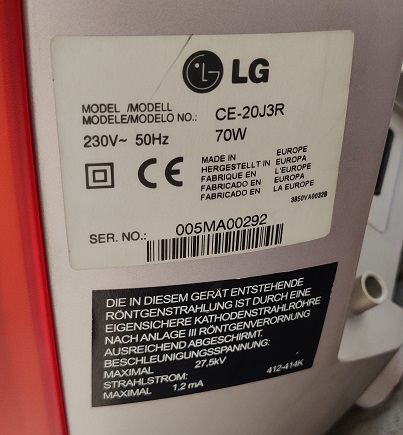 LG
MODEL /MODELL
MODELE/MODELO NO.: CE-20J3R
230V~ 50Hz 70W
CE
MADE IN EUROPE
HERGESTELLT IN EUROPA
FABRIQUE EN L'EUROPE
FABRICADO EN EUROPA
FABRICADO EN LA EUROPE
3850VA0032B
SER. NO.: 005MA00292
DIE IN DIESEM GERÄT ENTSTEHENDE
RÖNTGENSTRAHLUNG IST DURCH EINE
EIGENSICHERE KATHODENSTRAHLRÖHRE
NACH ANLAGE III RÖNTGENVERORNUNG
AUSREICHEND ABGESCHIRMT.
BESCHLEUNIGUNGSSPANNUNG:
MAXIMAL 27,5kV
STRAHLSTROM: 412-414K
MAXIMAL 1,2 mA